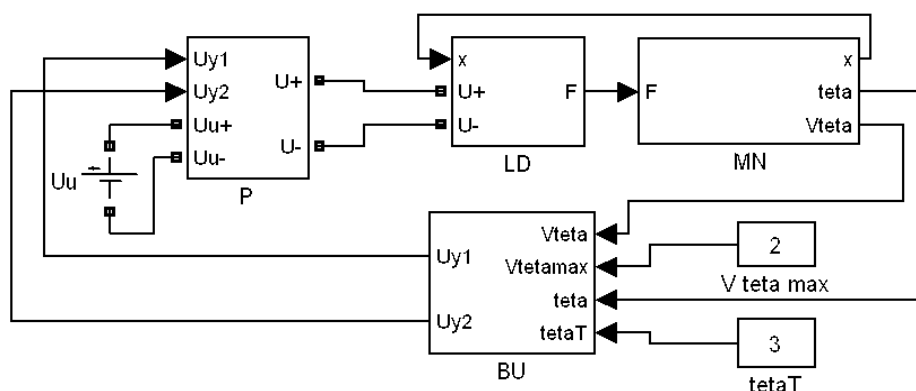 Uy1
Uy2
Uu+
Uu-
U+
U-
P
Uu
x
U+
U-
F
LD
F
x
teta
Vteta
MN
Uy1
Uy2
Vteta
Vtetamax
teta
tetaT
BU
2
V teta max
3
tetaT